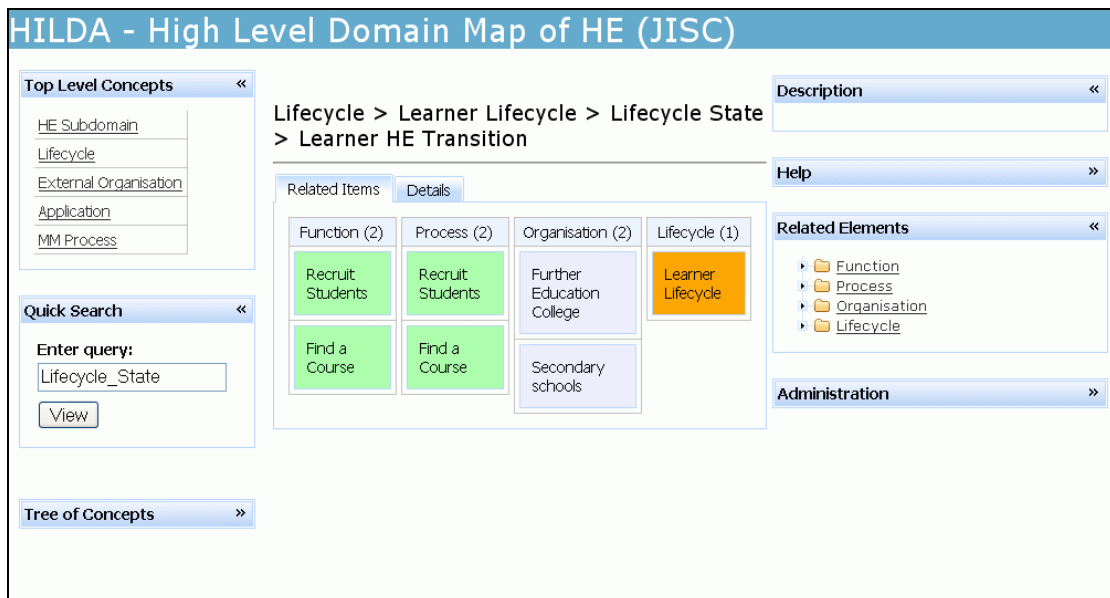 HILDA - High Level Domain Map of HE (JISC)
Top Level Concepts «
HE Subdomain
Lifecycle
External Organisation
Application
MM Process
Quick Search «
Enter query:
Lifecycle_State
View
Tree of Concepts »
Lifecycle > Learner Lifecycle > Lifecycle State
> Learner HE Transition
Related Items Details
Function (2) Process (2) Organisation (2) Lifecycle (1)
Recruit
Students
Find a
Course
Recruit
Students
Find a
Course
Further
Education
College
Secondary
schools
Learner
Lifecycle
Description «
Help »
Related Elements «
Function
Process
Organisation
Lifecycle
Administration »